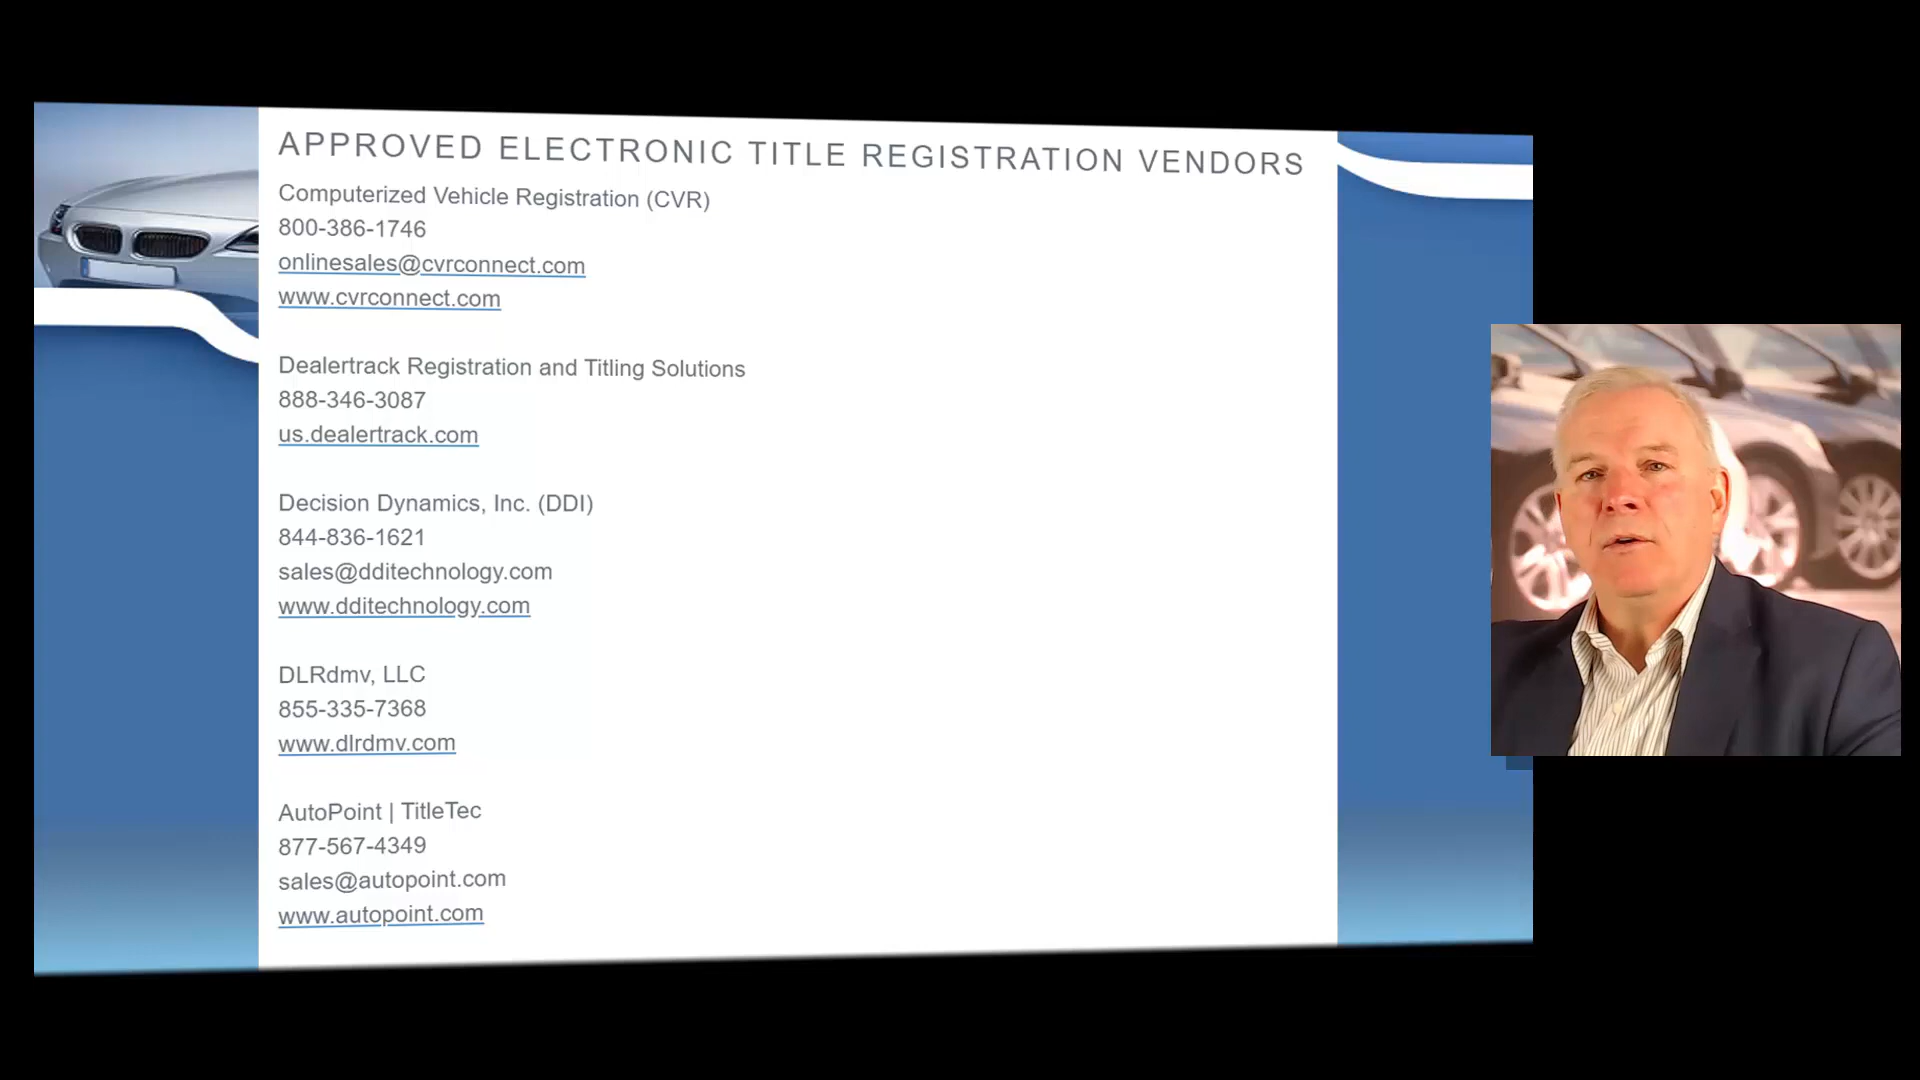 APPROVED ELECTRONIC TITLE REGISTRATION VENDORS
Computerized Vehicle Registration (CVR)
800-386-1746
onlinesales@cvrconnect.com
www.cvrconnect.com
Dealertrack Registration and Titling Solutions
888-346-3087
us.dealertrack.com
Decision Dynamics, Inc. (DDI)
844-836-1621
sales@dditechnology.com
www.dditechnology.com
DLRdmv, LLC
855-335-7368
www.dlrdmv.com
AutoPoint | TitleTec
877-567-4349
sales@autopoint.com
www.autopoint.com